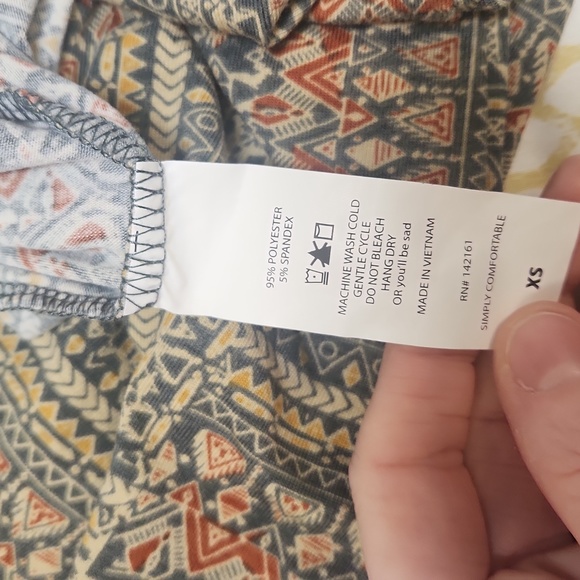 95% POLYESTER
5% SPANDEX
MACHINE WASH COLD
GENTLE CYCLE
DO NOT BLEACH
HANG DRY
OR you'll be sad
MADE IN VIETNAM
RN# 142161
SIMPLY COMFORTABLE
XS